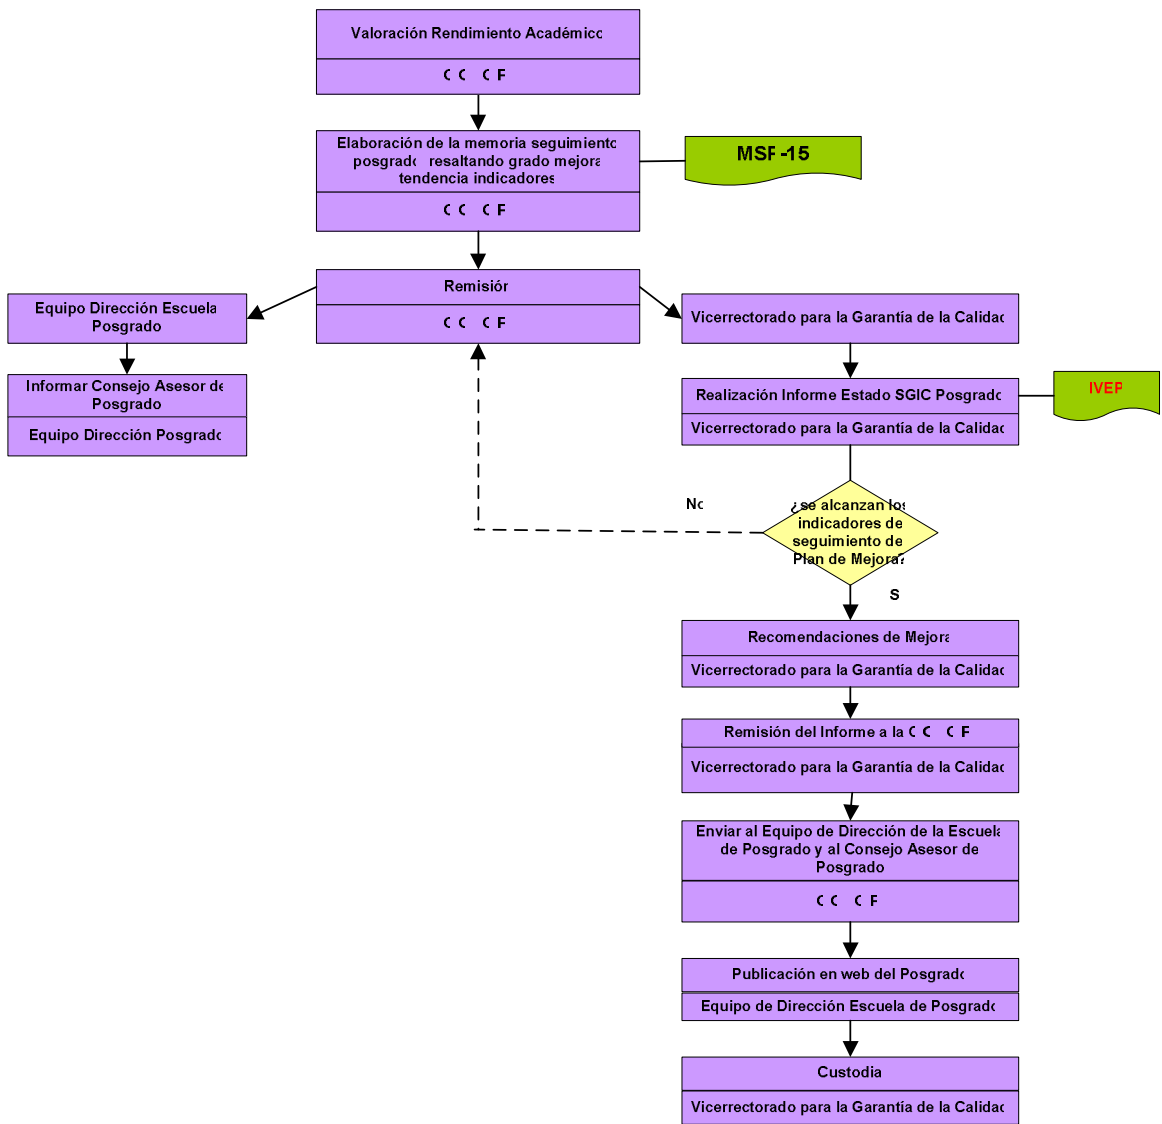 Valoración Rendimiento Académico
Elaboración de la memoria seguimiento
posgrado resaltando grado mejora
tendencia indicadores
MSP-15
Remisión
Equipo Dirección Escuela
Posgrado
Vicerrectorado para la Garantía de la Calidad
Informar Consejo Asesor de
Posgrado
Equipo Dirección Posgrado
Realización Informe Estado SGIC Posgrado
Vicerrectorado para la Garantía de la Calidad
IVEP
No
¿se alcanzan los
indicadores de
seguimiento de
Plan de Mejora?
S
Recomendaciones de Mejora
Vicerrectorado para la Garantía de la Calidad
Remisión del Informe a la
Vicerrectorado para la Garantía de la Calidad
Enviar al Equipo de Dirección de la Escuela
de Posgrado y al Consejo Asesor de
Posgrado
Publicación en web del Posgrado
Equipo de Dirección Escuela de Posgrado
Custodia
Vicerrectorado para la Garantía de la Calidad